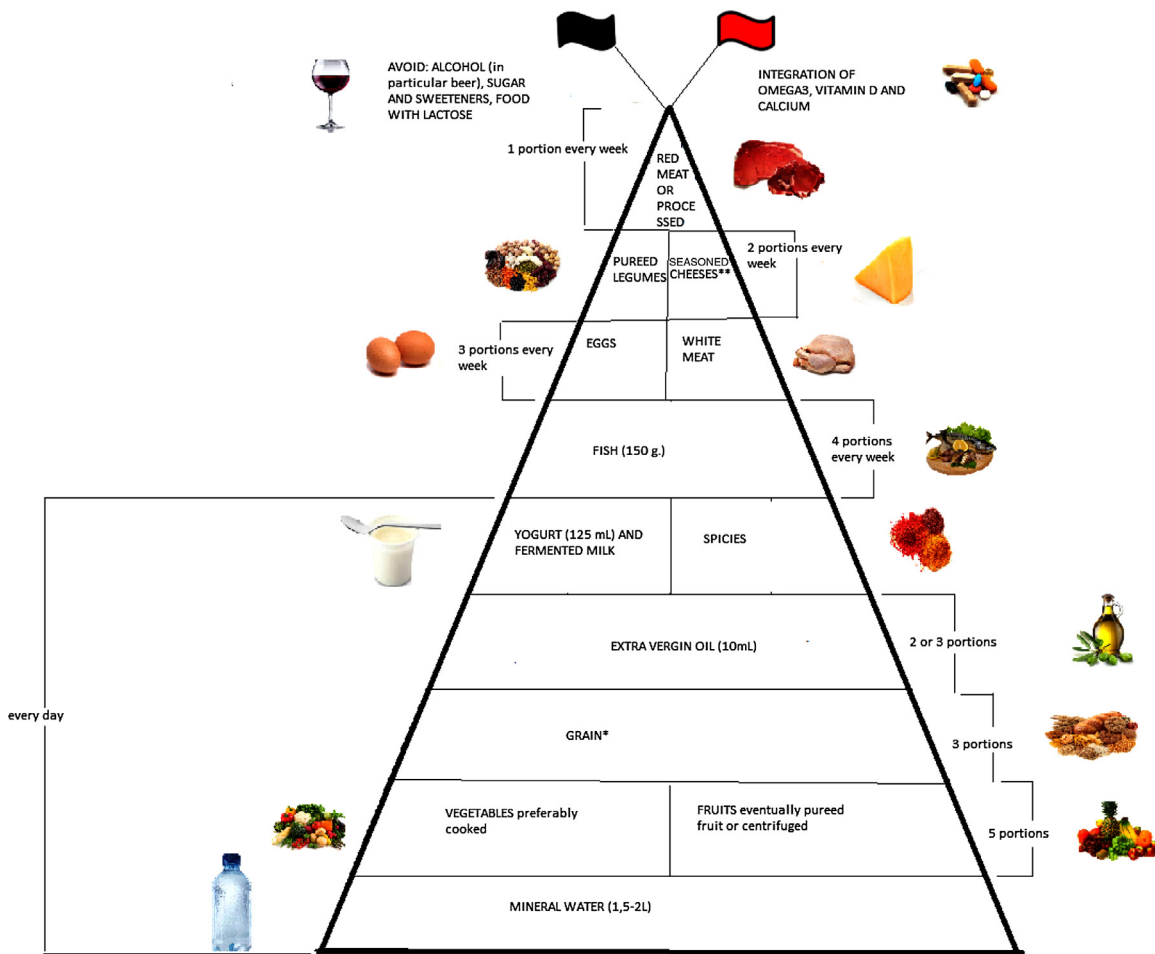 AVOID: ALCOHOL (in
particular beer), SUGAR
AND SWEETENERS, FOOD
WITH LACTOSE
INTEGRATION OF
OMEGA3, VITAMIN D AND
CALCIUM
1 portion every week
RED
MEAT
OR
PROCE
SSED
PUREED
LEGUMES
SEASONED
CHEESES**
2 portions every
week
3 portions every
week
EGGS
WHITE
MEAT
FISH (150 g.)
4 portions
every week
YOGURT (125 mL) AND
FERMENTED MILK
SPICIES
EXTRA VERGIN OIL (10mL)
2 or 3 portions
every day
GRAIN*
3 portions
VEGETABLES preferably
cooked
FRUITS eventually pureed
fruit or centrifuged
5 portions
MINERAL WATER (1,5-2L)